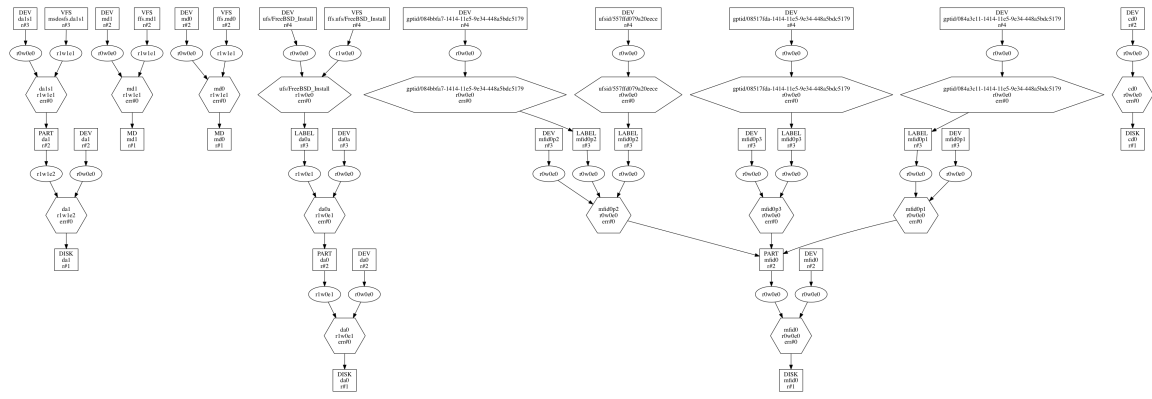 DEV
da1s1
r#3
VFS
msdosfs.da1s1
r#3
DEV
md1
r#2
VFS
ffs.md1
r#2
DEV
md0
r#2
VFS
ffs.md0
r#2
DEV
ufs/FreeBSD_Install
r#4
VFS
ffs.ufs/FreeBSD_Install
r#4
DEV
gptid/084bbfa7-1414-11e5-9e34-448a5bdc5179
r#4
DEV
ufsid/557ffd079a20eece
r#4
DEV
gptid/08517fda-1414-11e5-9e34-448a5bdc5179
r#4
DEV
gptid/084a3e11-1414-11e5-9e34-448a5bdc5179
r#4
DEV
cd0
r#2
r0w0e0
r1w1e1
r0w0e0
r1w1e1
r0w0e0
r1w1e1
r0w0e0
r1w0e0
r0w0e0
r0w0e0
r0w0e0
r0w0e0
r0w0e0
da1s1
r1w1e1
err#0
md1
r1w1e1
err#0
md0
r1w1e1
err#0
ufs/FreeBSD_Install
r1w0e0
err#0
gptid/084bbfa7-1414-11e5-9e34-448a5bdc5179
r0w0e0
err#0
ufsid/557ffd079a20eece
r0w0e0
err#0
gptid/08517fda-1414-11e5-9e34-448a5bdc5179
r0w0e0
err#0
gptid/084a3e11-1414-11e5-9e34-448a5bdc5179
r0w0e0
err#0
cd0
r0w0e0
err#0
PART
da1
r#2
DEV
da1
r#2
MD
md1
r#1
MD
md0
r#1
LABEL
da0a
r#3
DEV
da0a
r#3
DEV
mfid0p2
r#3
LABEL
mfid0p2
r#3
LABEL
mfid0p2
r#3
DEV
mfid0p3
r#3
LABEL
mfid0p3
r#3
LABEL
mfid0p1
r#3
DEV
mfid0p1
r#3
DISK
cd0
r#1
r1w1e2
r0w0e0
r1w0e1
r0w0e0
r0w0e0
r0w0e0
r0w0e0
r0w0e0
r0w0e0
r0w0e0
r0w0e0
da1
r1w1e2
err#0
da0a
r1w0e1
err#0
mfid0p2
r0w0e0
err#0
mfid0p3
r0w0e0
err#0
mfid0p1
r0w0e0
err#0
DISK
da1
r#1
PART
da0
r#2
DEV
da0
r#2
PART
mfid0
r#2
DEV
mfid0
r#2
r1w0e1
r0w0e0
r0w0e0
r0w0e0
da0
r1w0e1
err#0
mfid0
r0w0e0
err#0
DISK
da0
r#1
DISK
mfid0
r#1